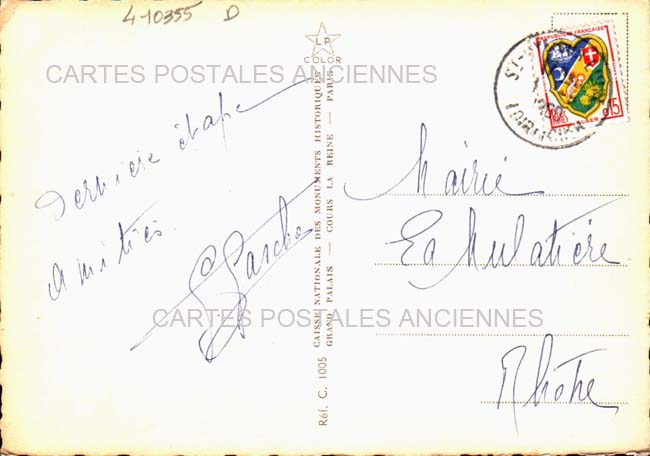 4-10355 D
LP
COLOR
CARTES POSTALES ANCIENNES
Dernière étape
Amitiés
Réf. C. 1005 CAISSE NATIONALE DES MONUMENTS HISTORIQUES
GRAND PALAIS — COURS LA REINE — PARIS
REPUBLIQUE FRANÇAISE
ALGER 0,15
Mairie
La Mulatière
Rhône
CARTES POSTALES ANCIENNES